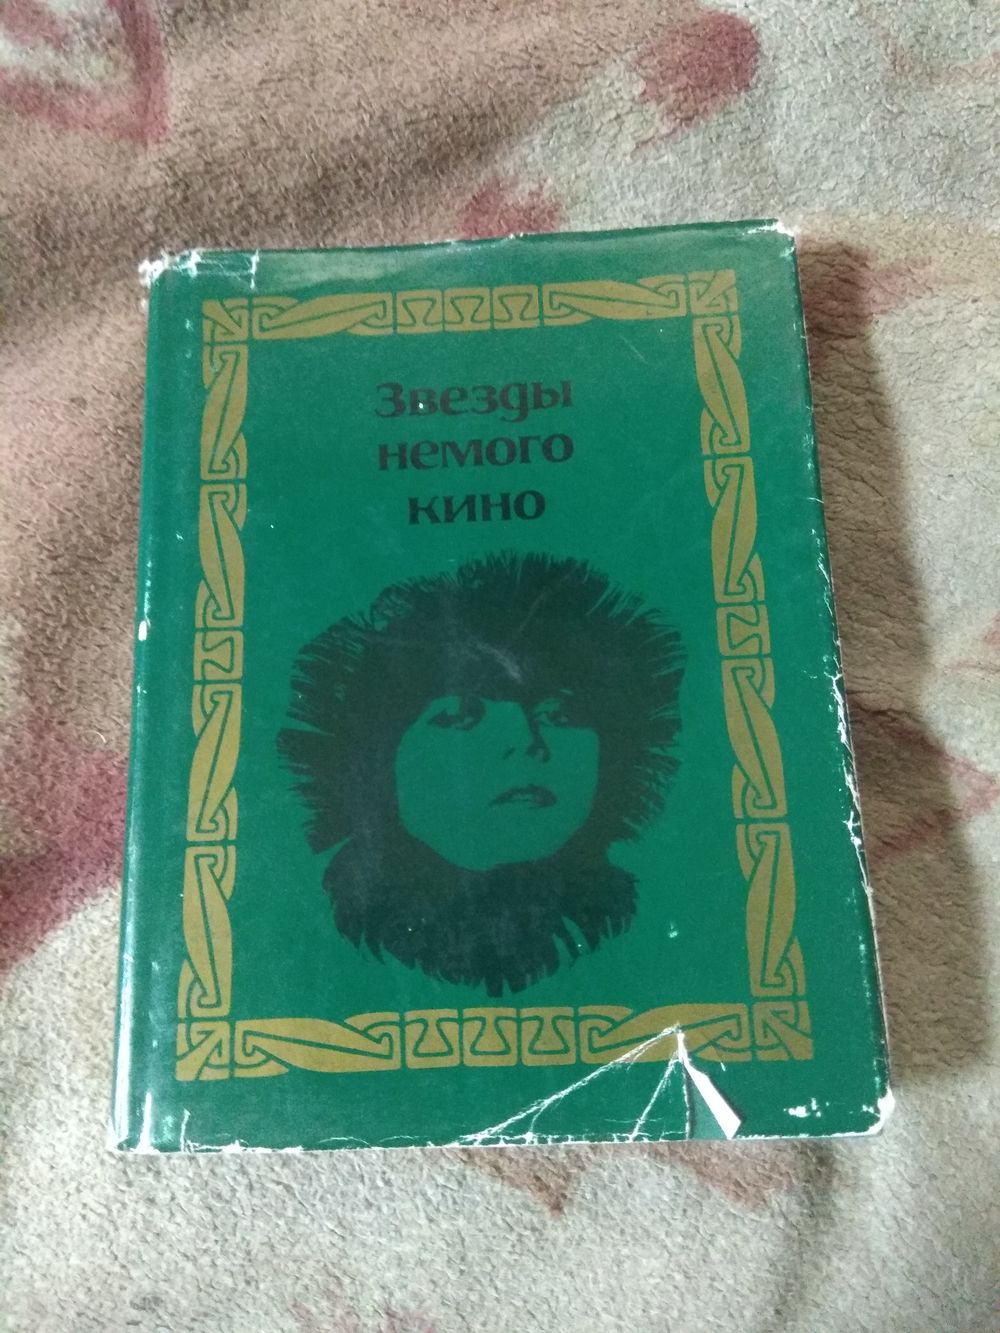 Звезды
немого
кино